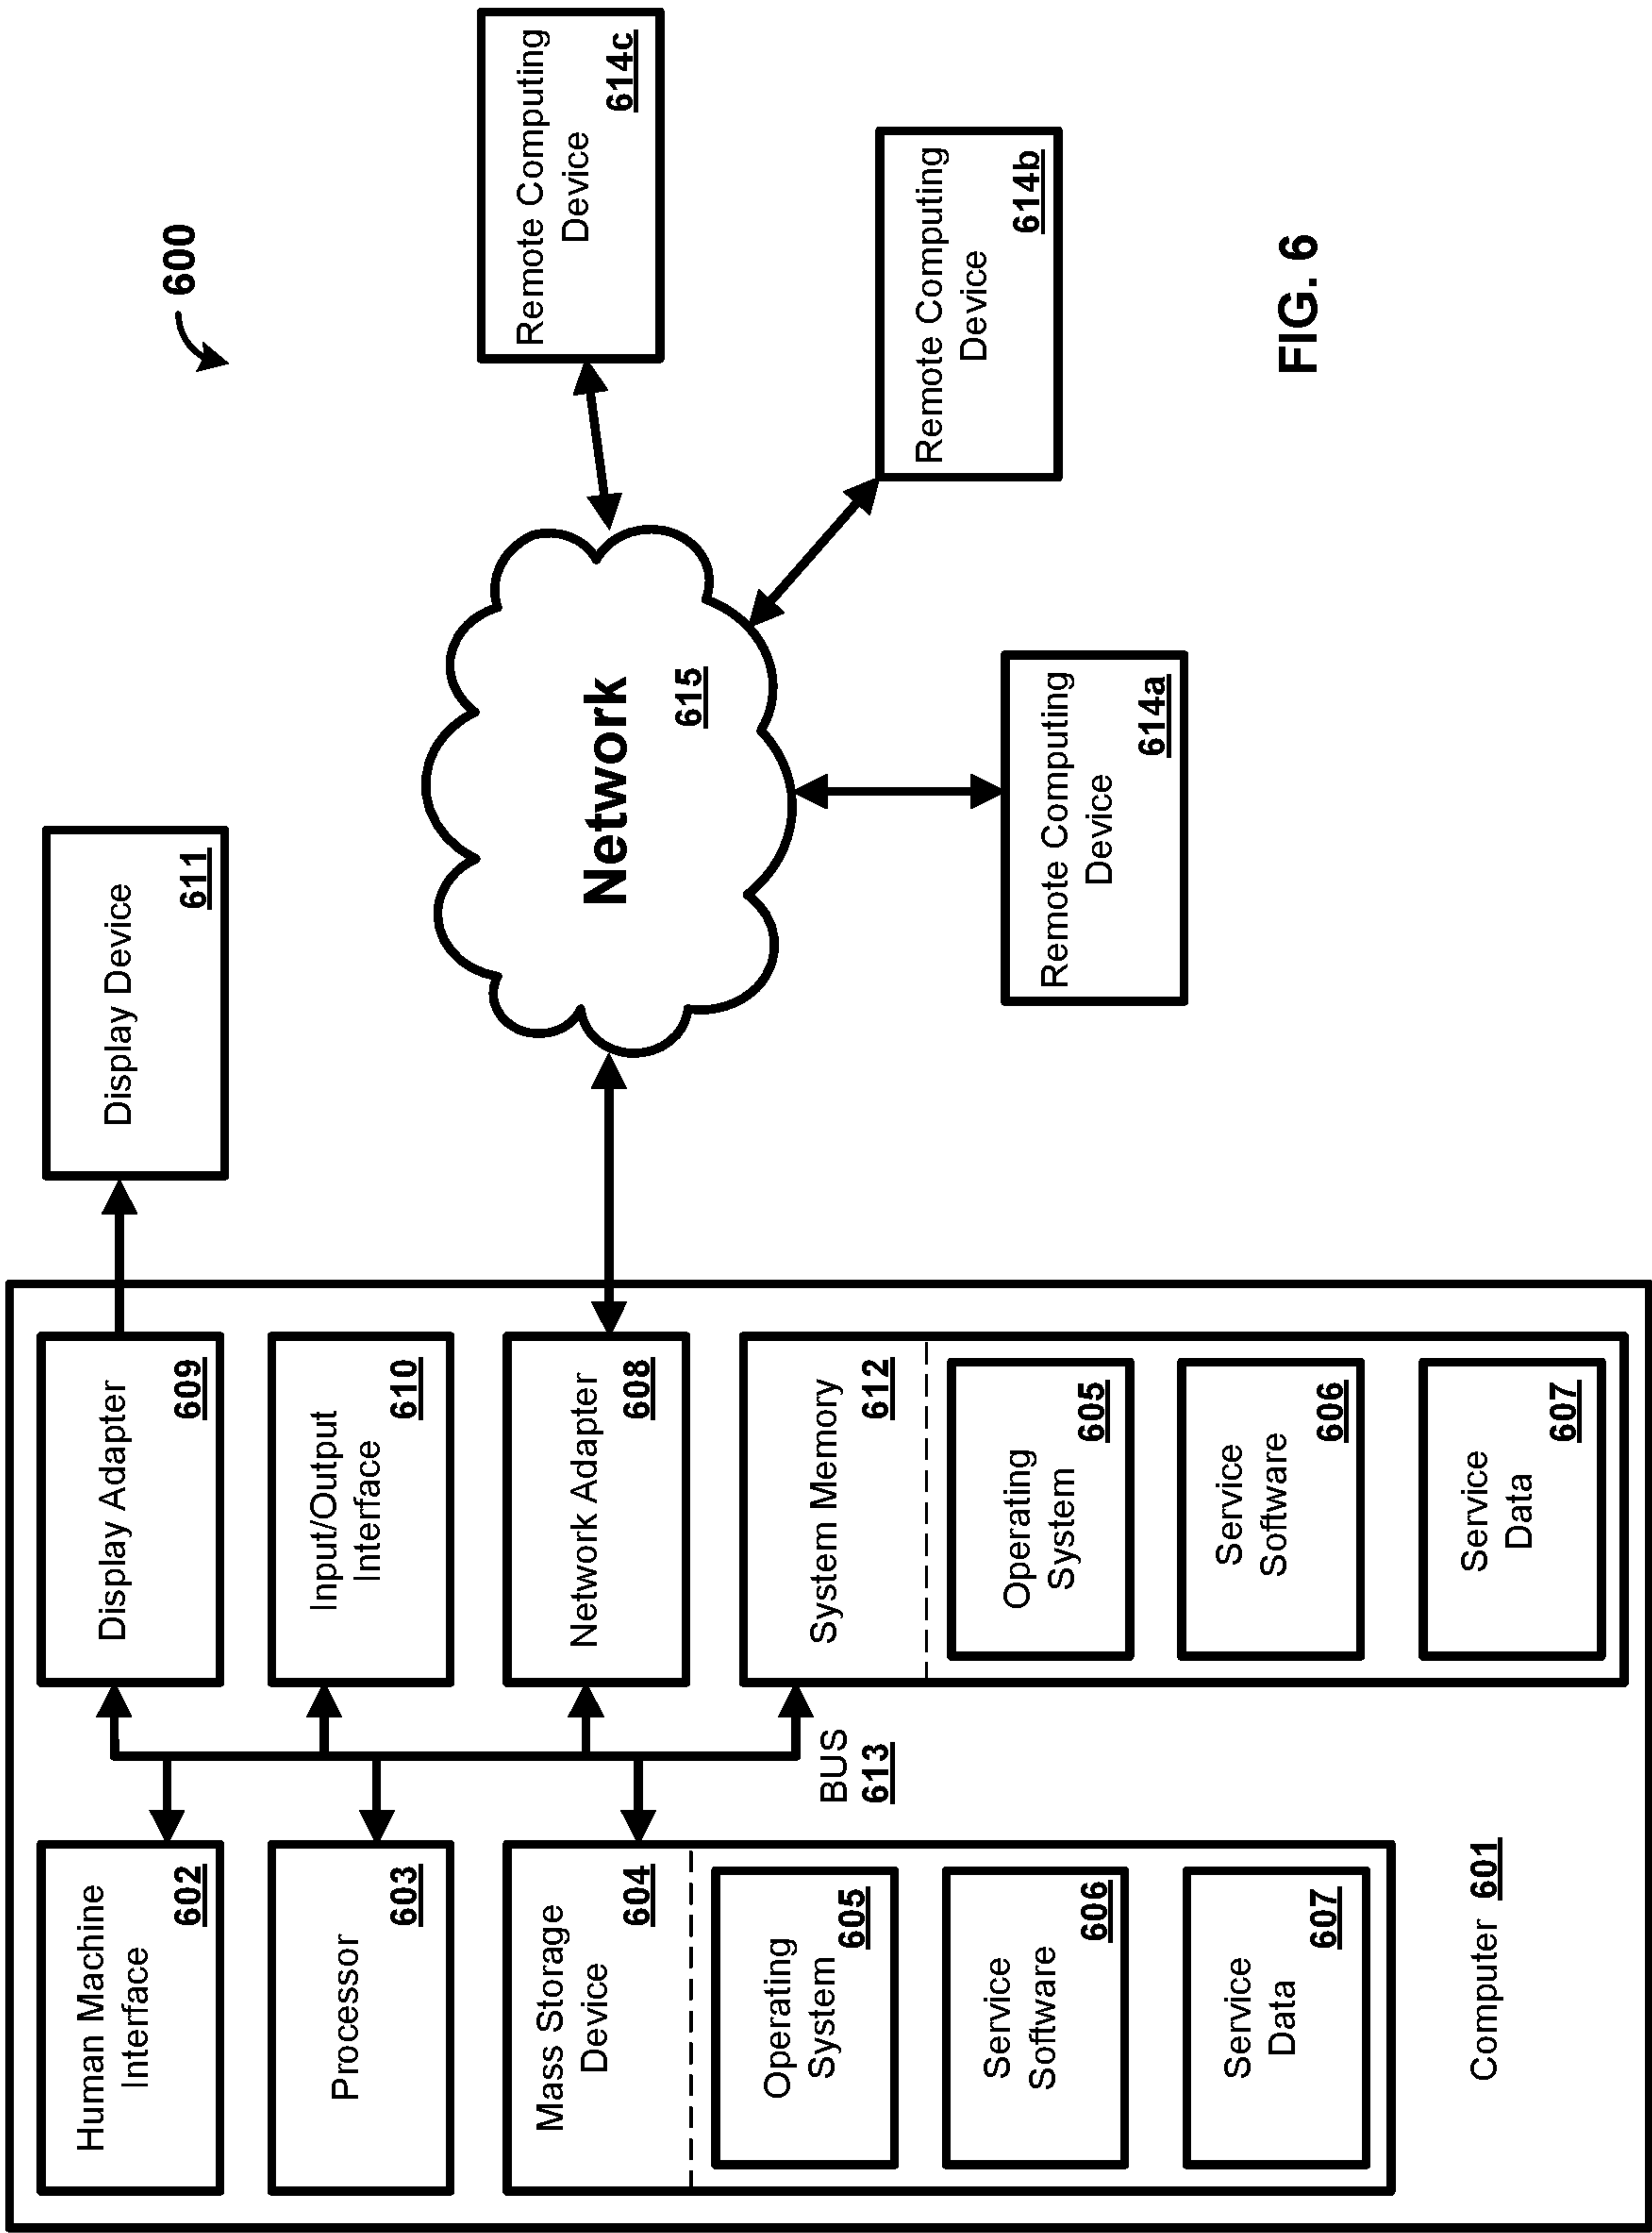 600
Human Machine
Interface
602
Processor
603
Mass Storage
Device
604
Operating
System
605
Service
Software
606
Service
Data
607
Computer 601
BUS
613
Display Adapter
609
Input/Output
Interface
610
Network Adapter
608
System Memory
612
Operating
System
605
Service
Software
606
Service
Data
607
Display Device
611
Network
615
Remote Computing
Device
614a
Remote Computing
Device
614b
Remote Computing
Device
614c
FIG. 6